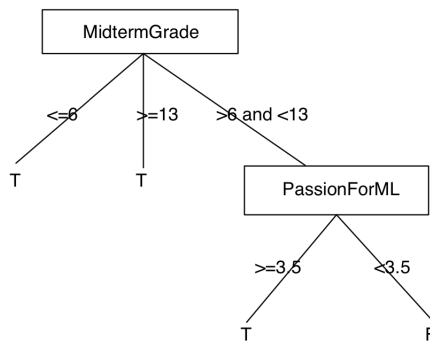 MidtermGrade
<=6
>=13
>6 and <13
T
T
PassionForML
>=3.5
<3.5
T
F